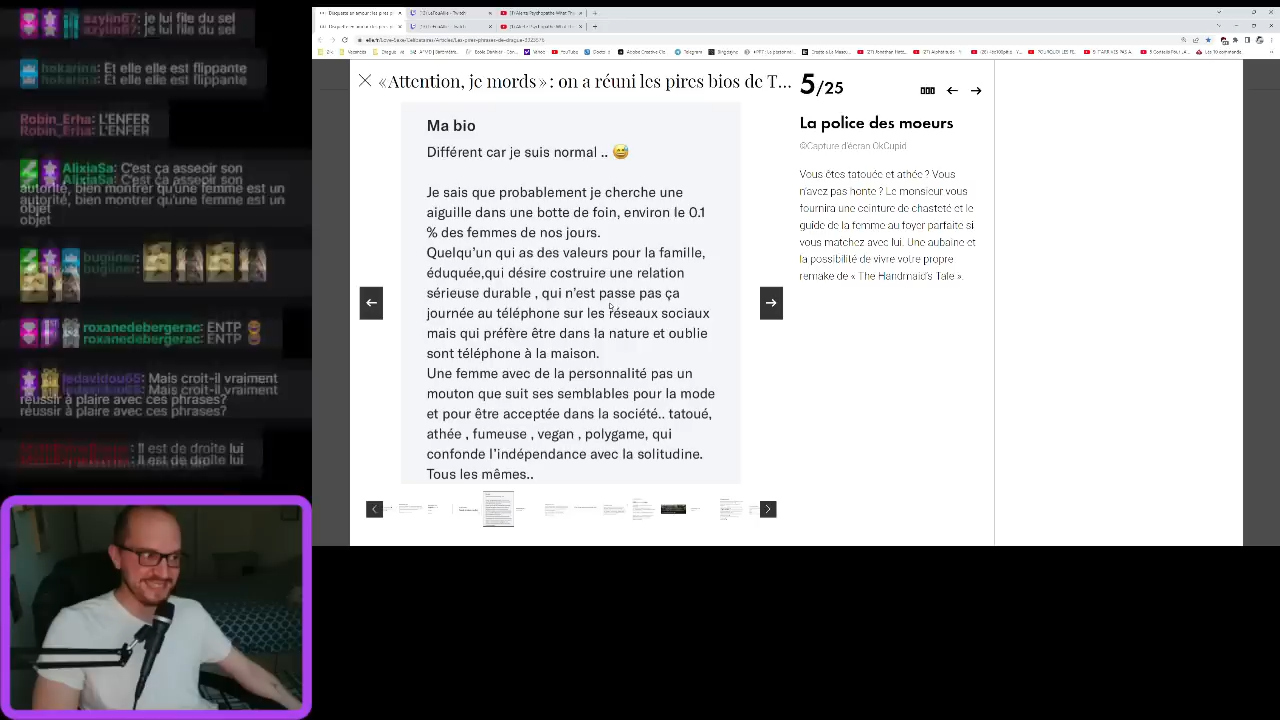 je lui file du sel
hokarina: Et elle elle est flippante
Robin_Erha: L'ENFER
AlixiaSa: C'est ça asseoir son
autorité, bien montrer qu'une femme est un
objet
roxanedebergerac: ENTP
ledavidou65: Mais croit-il vraiment
réussir à plaire avec ces phrases?
Il est de droite lui
«Attention, je mords» : on a réuni les pires bios de T...
Ma bio
Différent car je suis normal .. 😅
Je sais que probablement je cherche une
aiguille dans une botte de foin, environ le 0.1
% des femmes de nos jours.
Quelqu'un qui as des valeurs pour la famille,
éduquée,qui désire costruire une relation
sérieuse durable , qui n'est passe pas ça
journée au téléphone sur les réseaux sociaux
mais qui préfère être dans la nature et oublie
sont téléphone à la maison.
Une femme avec de la personnalité pas un
mouton que suit ses semblables pour la mode
et pour être acceptée dans la société.. tatoué,
athée , fumeuse , vegan , polygame, qui
confonde l'indépendance avec la solitudine.
Tous les mêmes..
5/25
La police des moeurs
©Capture d'écran OkCupid
Vous êtes tatouée et athée ? Vous
n'avez pas honte ? Le monsieur vous
fournira une ceinture de chasteté et le
guide de la femme au foyer parfaite si
vous matchez avec lui. Une aubaine et
la possibilité de vivre votre propre
remake de « The Handmaid's Tale ».